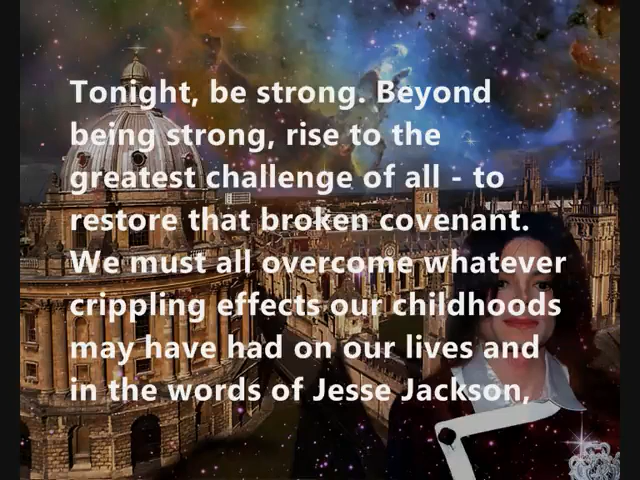 Tonight, be strong. Beyond
being strong, rise to the
greatest challenge of all - to
restore that broken covenant.
We must all overcome whatever
crippling effects our childhoods
may have had on our lives and
in the words of Jesse Jackson,